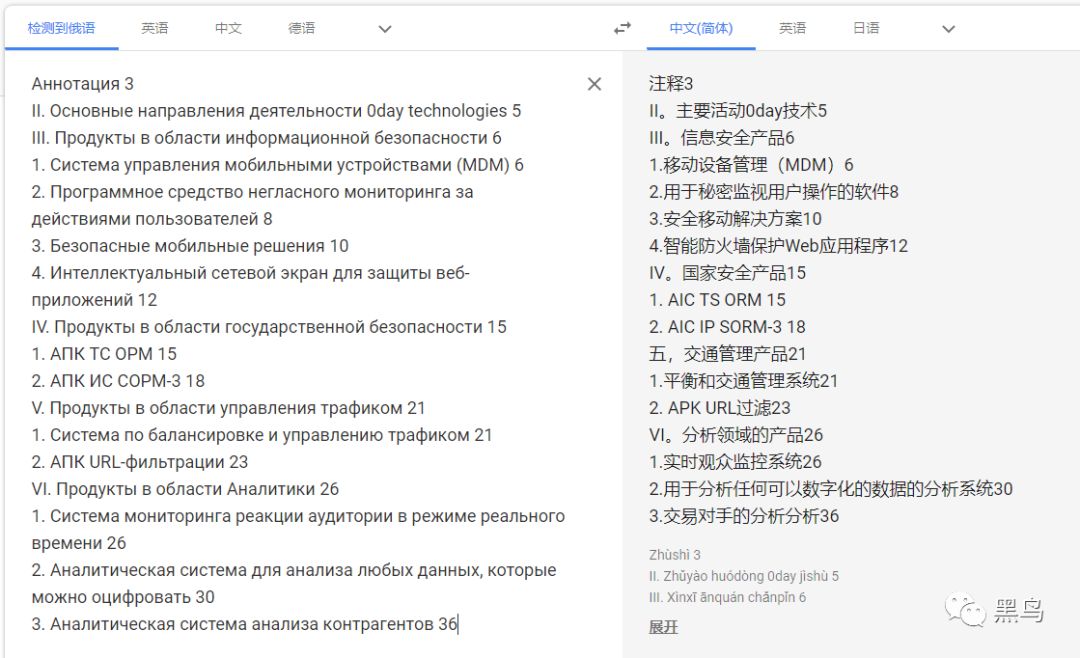 检测到俄语 英语 中文 德语 中文(简体) 英语 日语
Аннотация 3
II. Основные направления деятельности 0day technologies 5
III. Продукты в области информационной безопасности 6
1. Система управления мобильными устройствами (MDM) 6
2. Программное средство негласного мониторинга за
действиями пользователей 8
3. Безопасные мобильные решения 10
4. Интеллектуальный сетевой экран для защиты веб-
приложений 12
IV. Продукты в области государственной безопасности 15
1. АПК ТС ОРМ 15
2. АПК ИС СОРМ-3 18
V. Продукты в области управления трафиком 21
1. Система по балансировке и управлению трафиком 21
2. АПК URL-фильтрации 23
VI. Продукты в области Аналитики 26
1. Система мониторинга реакции аудитории в режиме реального
времени 26
2. Аналитическая система для анализа любых данных, которые
можно оцифровать 30
3. Аналитическая система анализа контрагентов 36
注释3
II。主要活动0day技术5
III。信息安全产品6
1.移动设备管理（MDM）6
2.用于秘密监视用户操作的软件8
3.安全移动解决方案10
4.智能防火墙保护Web应用程序12
IV。国家安全产品15
1. AIC TS ORM 15
2. AIC IP SORM-3 18
五，交通管理产品21
1.平衡和交通管理系统21
2. APK URL过滤23
VI。分析领域的产品26
1.实时观众监控系统26
2.用于分析任何可以数字化的数据的分析系统30
3.交易对手的分析分析36
Zhùshì 3
II. Zhǔyào huódòng 0day jìshù 5
III. Xìnxī ānquán chǎnpǐn 6
展开
黑鸟